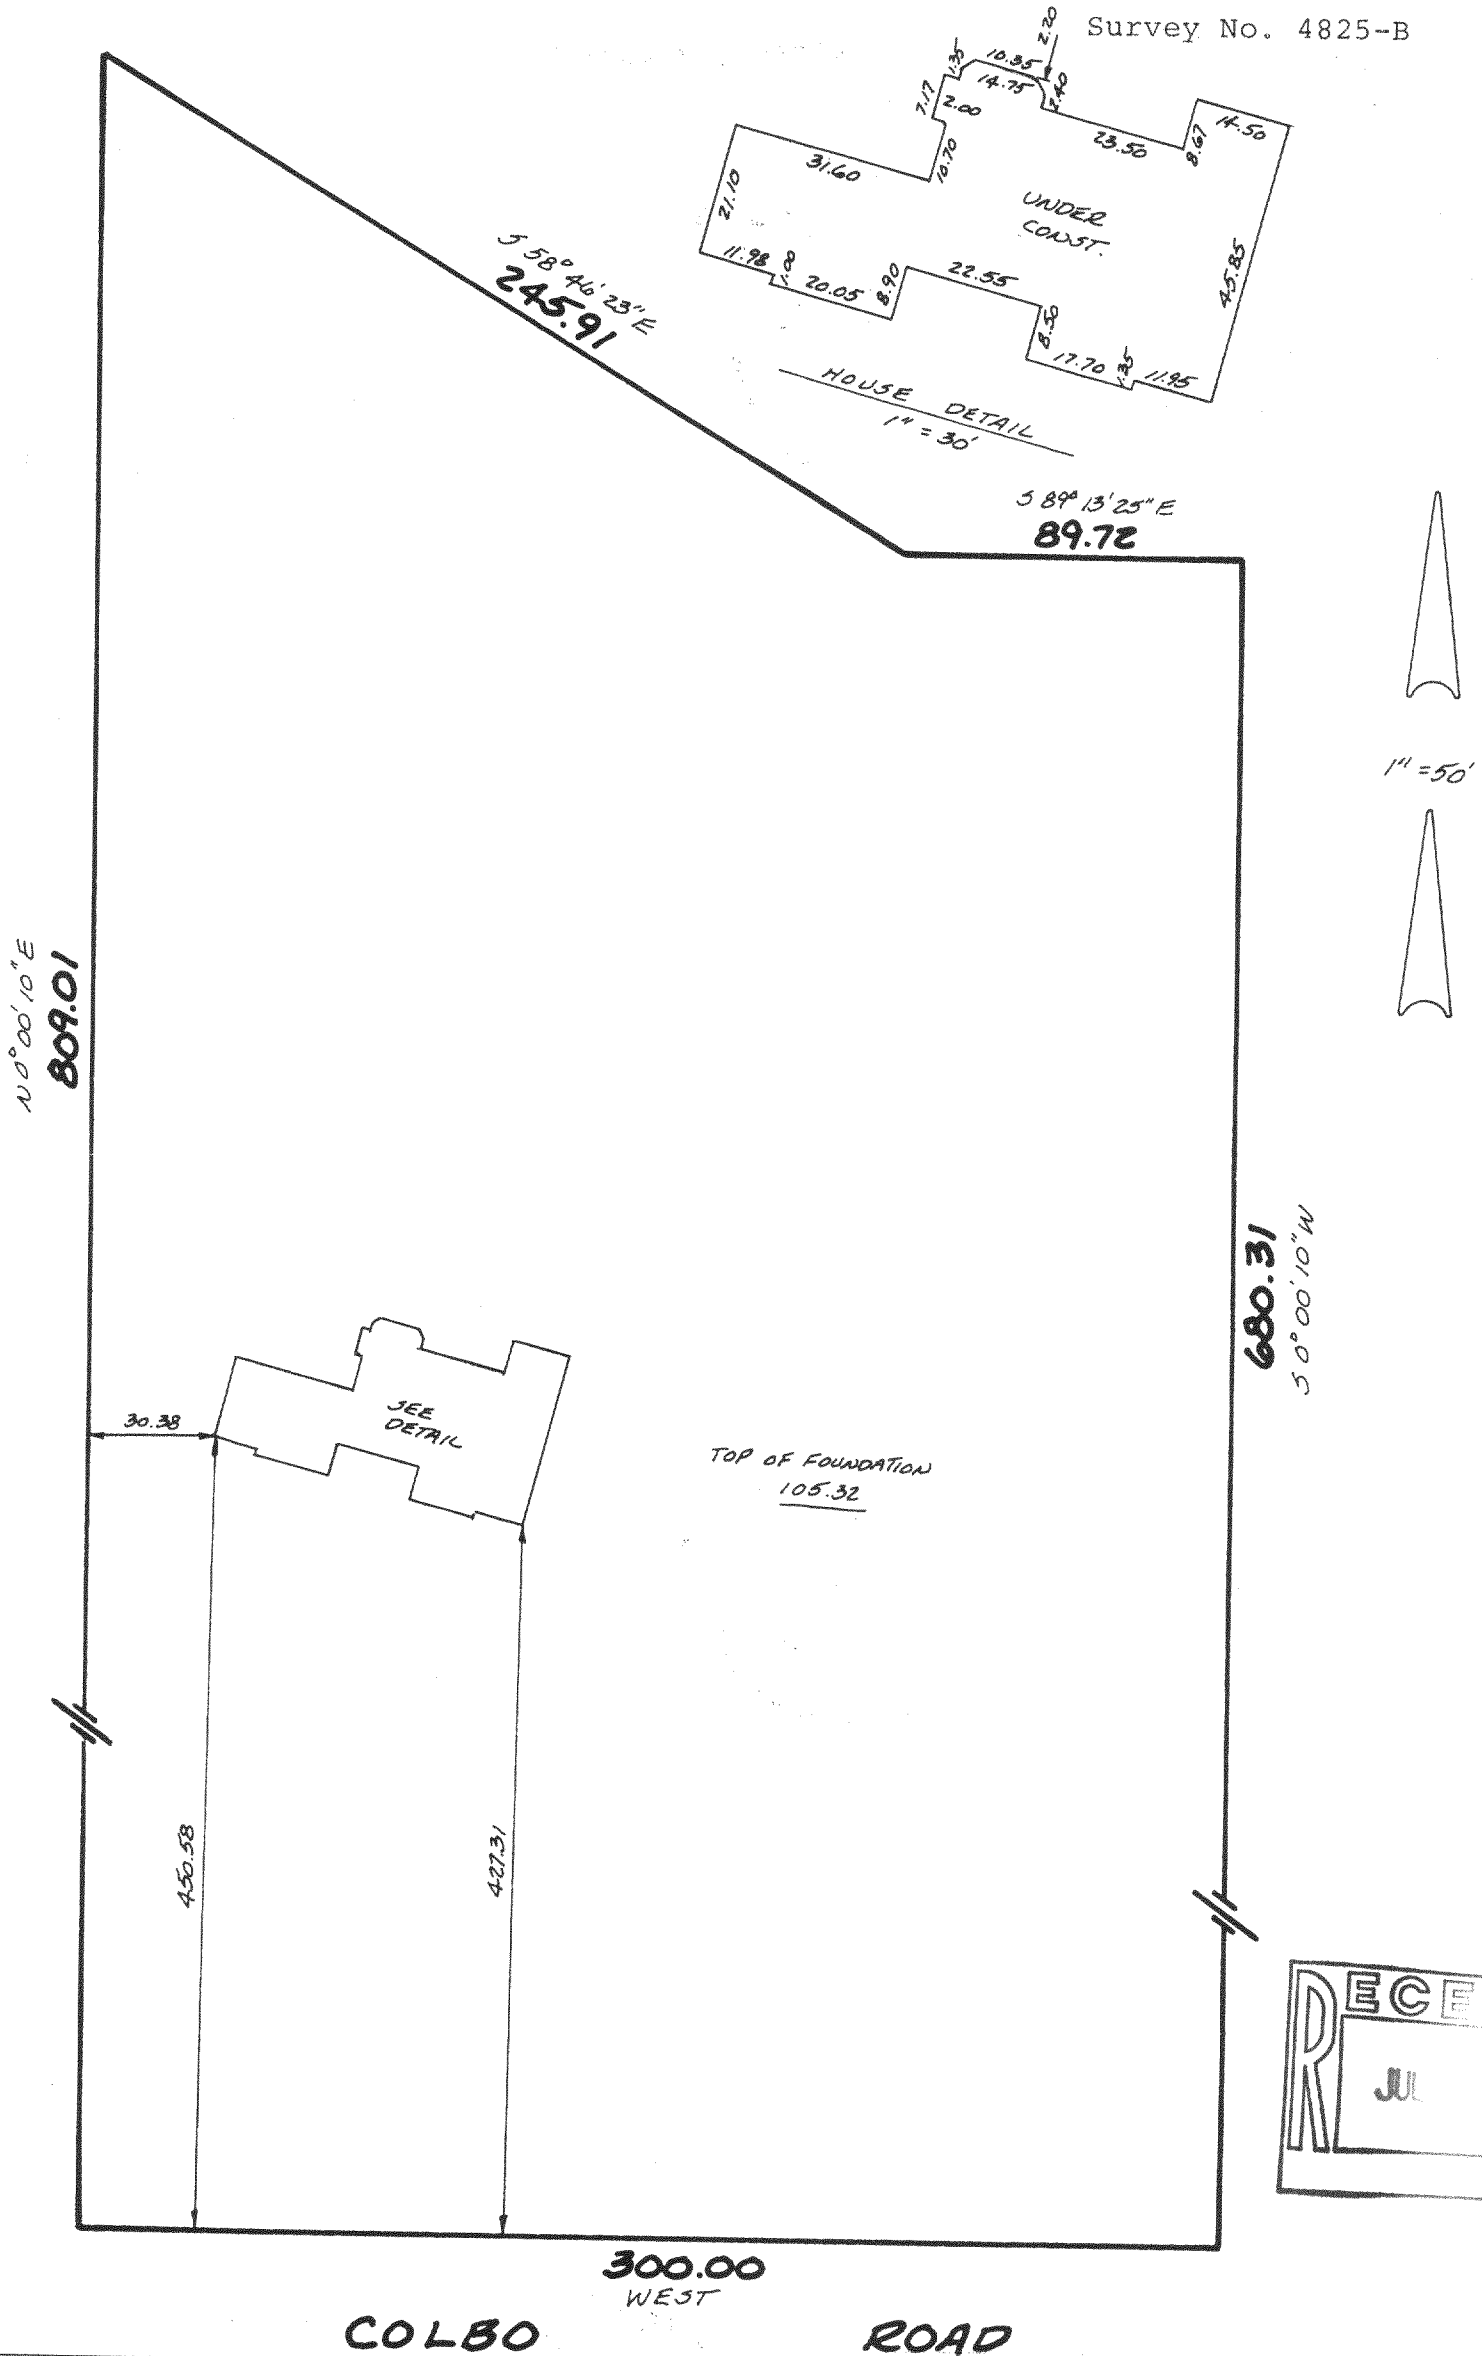 Survey No. 4825-B
2.20
1.35
10.35
14.75
2.40
7.17
2.00
10.70
31.60
21.10
23.50
8.67
14.50
UNDER
CONST.
11.98
1.00
20.05
8.90
22.55
8.50
45.85
17.70
1.35
11.95
HOUSE DETAIL
1" = 30'
S 58° 46' 23" E
245.91
S 89° 13' 25" E
89.72
1" = 50'
N 0° 00' 10" E
809.01
680.31
S 0° 00' 10" W
30.38
SEE
DETAIL
TOP OF FOUNDATION
105.32
450.58
427.31
RECE
JUL
300.00
WEST
COLBO ROAD